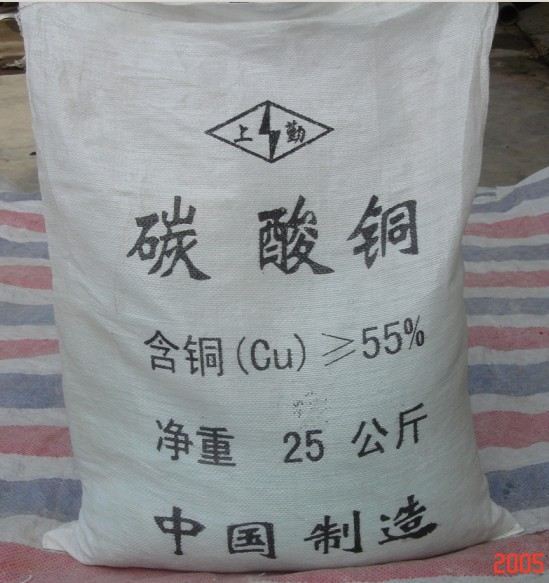 上勤
碳酸铜
含铜(Cu)≥55%
净重 25 公斤
中国制造
2005